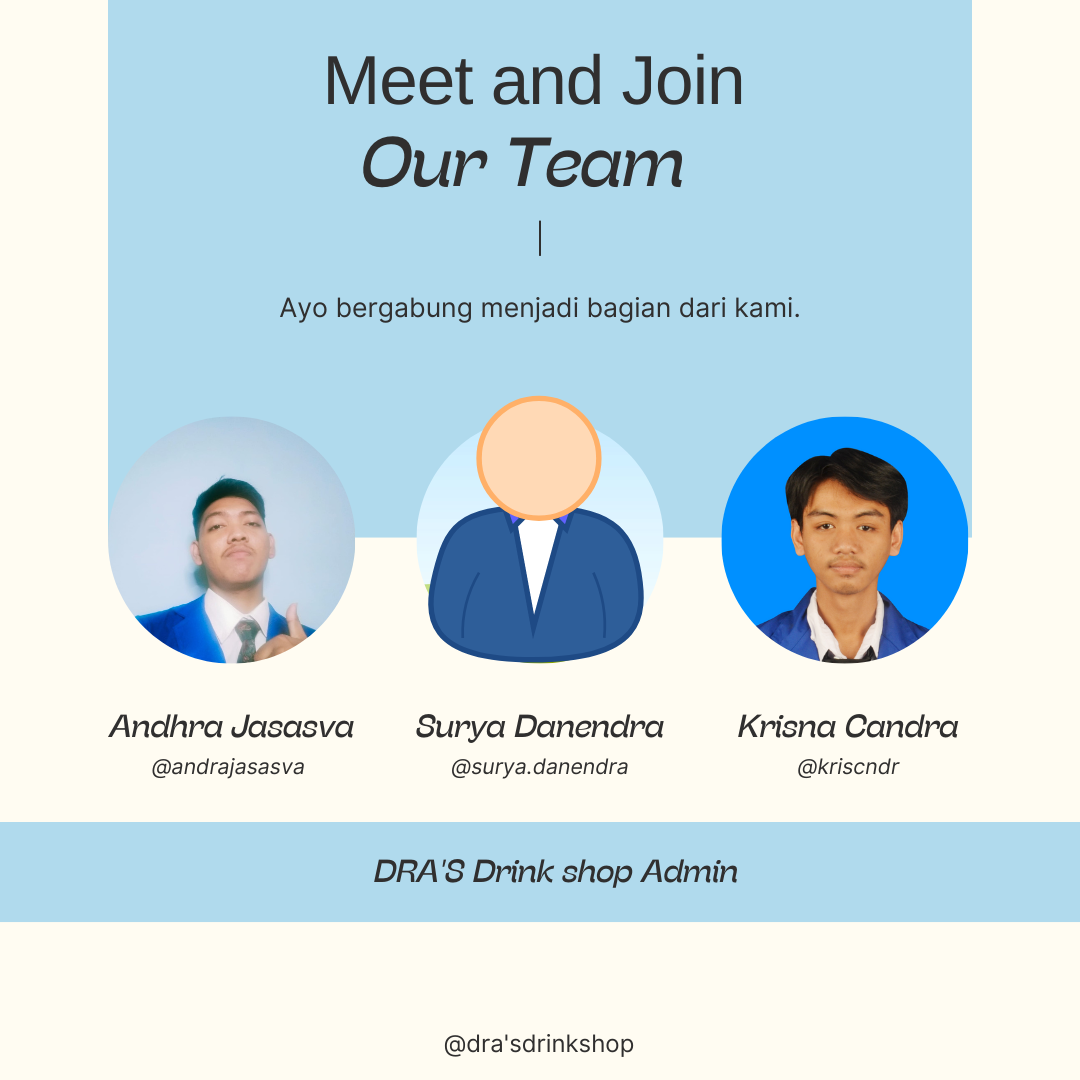 Meet and Join
Our Team
Ayo bergabung menjadi bagian dari kami.
Andhra Jasasva
@andrajasasva
Surya Danendra
@surya.danendra
Krisna Candra
@kriscndr
DRA'S Drink shop Admin
@dra'sdrinkshop